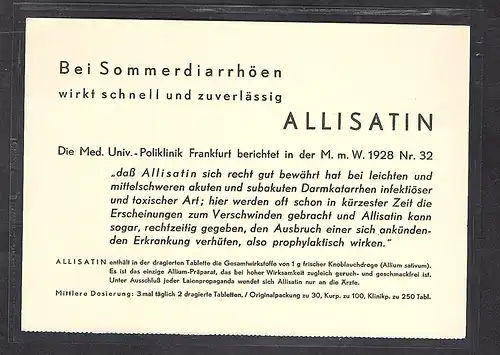 Bei Sommerdiarrhöen
wirkt schnell und zuverlässig
ALLISATIN
Die Med. Univ.-Poliklinik Frankfurt berichtet in der M. m. W. 1928 Nr. 32
„daß Allisatin sich recht gut bewährt hat bei leichten und
mittelschweren akuten und subakuten Darmkatarrhen infektiöser
und toxischer Art; hier werden oft schon in kürzester Zeit die
Erscheinungen zum Verschwinden gebracht und Allisatin kann
sogar, rechtzeitig gegeben, den Ausbruch einer sich ankünden-
den Erkrankung verhüten, also prophylaktisch wirken.“
ALLISATIN enthält in der dragierten Tablette die Gesamtwirkstoffe von 1 g frischer Knoblauchdroge (Allium sativum).
Es ist das einzige Allium-Präparat, das bei hoher Wirksamkeit zugleich geruch- und geschmackfrei ist.
Unter Ausschluß jeder Laienpropaganda wendet sich Allisatin nur an die Ärzte.
Mittlere Dosierung: 3mal täglich 2 dragierte Tabletten. / Originalpackung zu 30, Kurp. zu 100, Klinikp. zu 250 Tabl.